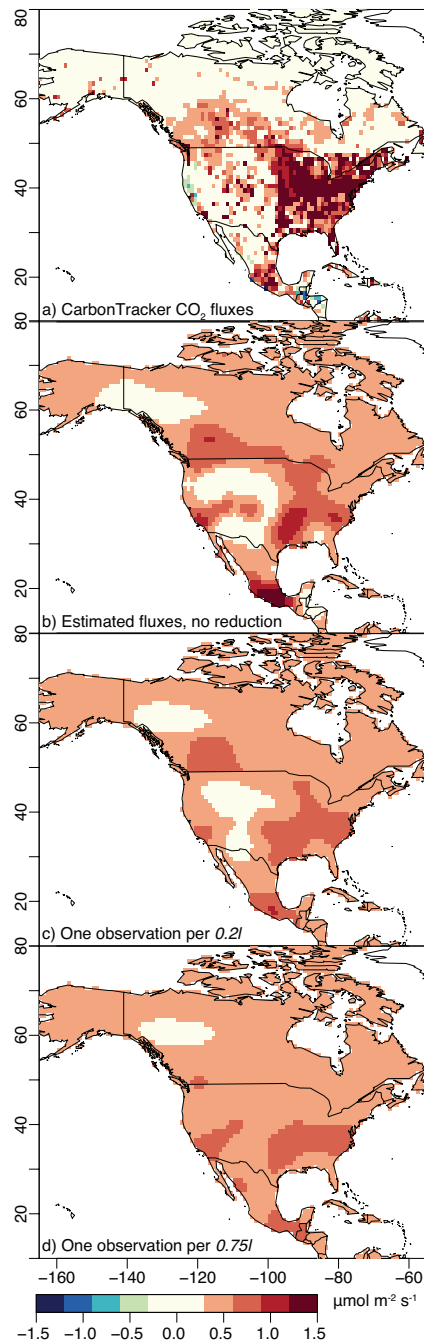 80
60
40
20
a) CarbonTracker CO₂ fluxes
80
60
40
20
b) Estimated fluxes, no reduction
80
60
40
20
c) One observation per 0.2l
80
60
40
20
d) One observation per 0.75l
−160 −140 −120 −100 −80 −60
μmol m⁻² s⁻¹
−1.5 −1.0 −0.5 0.0 0.5 1.0 1.5